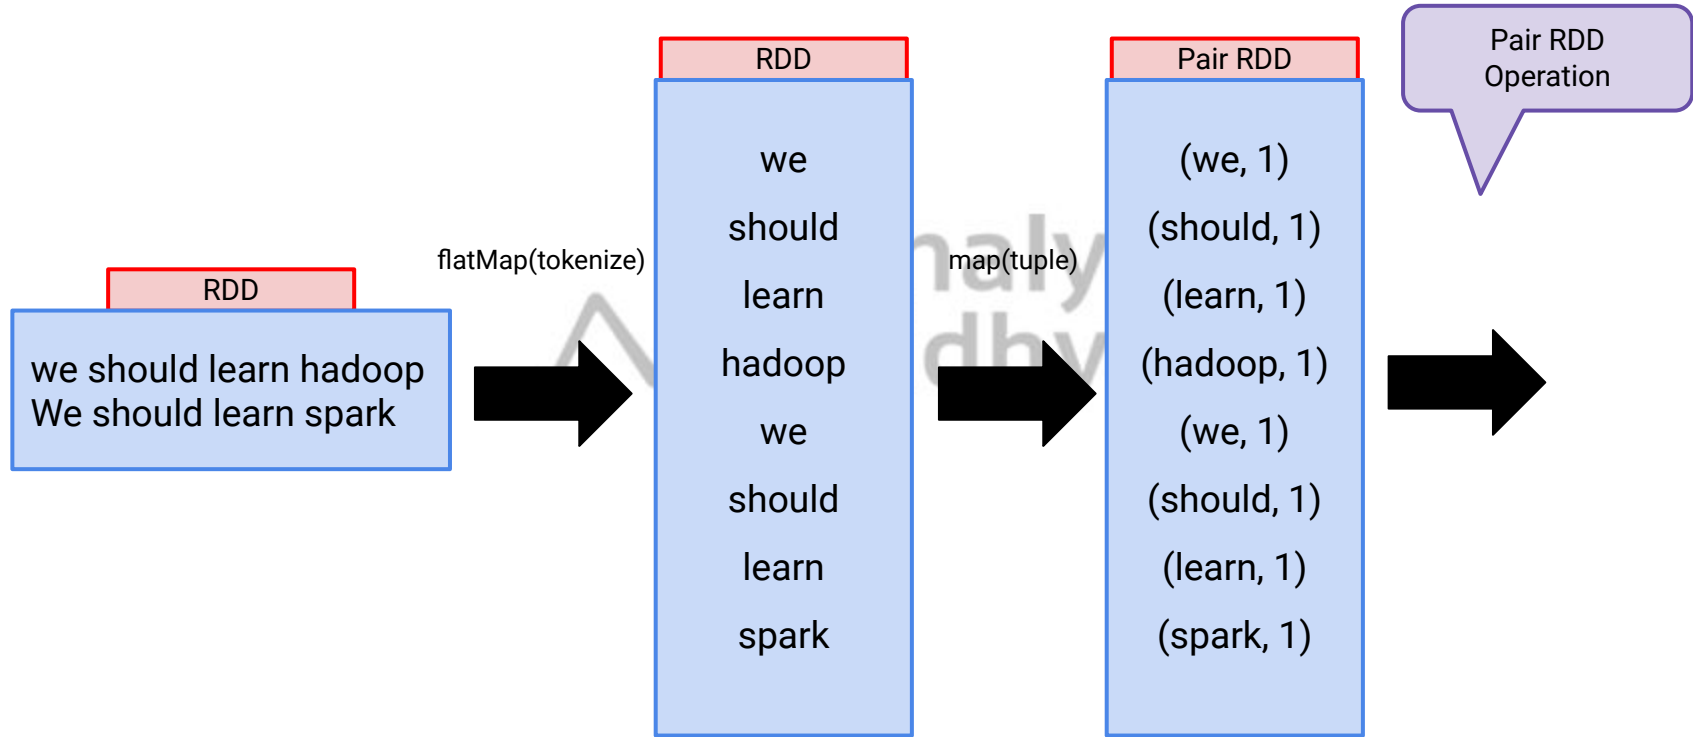 RDD
we should learn hadoop
We should learn spark
flatMap(tokenize)
RDD
we
should
learn
hadoop
we
should
learn
spark
map(tuple)
Pair RDD
(we, 1)
(should, 1)
(learn, 1)
(hadoop, 1)
(we, 1)
(should, 1)
(learn, 1)
(spark, 1)
Pair RDD
Operation